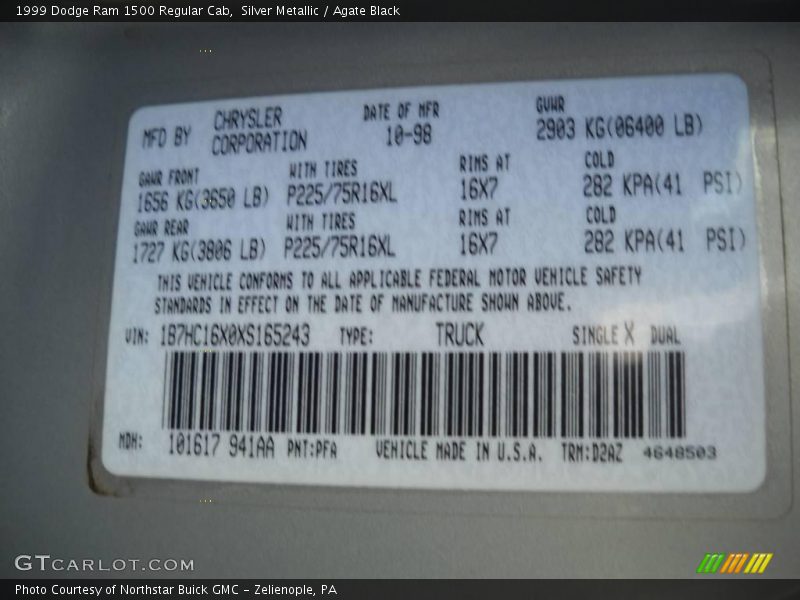 1999 Dodge Ram 1500 Regular Cab, Silver Metallic / Agate Black
MFD BY CHRYSLER CORPORATION DATE OF MFR 10-98 GVWR 2903 KG(06400 LB)
GAWR FRONT WITH TIRES RIMS AT COLD
1656 KG(3650 LB) P225/75R16XL 16X7 282 KPA(41 PSI)
GAWR REAR WITH TIRES RIMS AT COLD
1727 KG(3806 LB) P225/75R16XL 16X7 282 KPA(41 PSI)
THIS VEHICLE CONFORMS TO ALL APPLICABLE FEDERAL MOTOR VEHICLE SAFETY
STANDARDS IN EFFECT ON THE DATE OF MANUFACTURE SHOWN ABOVE.
VIN: 1B7HC16X0XS165243 TYPE: TRUCK SINGLE X DUAL
MDH: 101617 941AA PNT:PFA VEHICLE MADE IN U.S.A. TRM:D2AZ 4648503
GTCARLOT.COM
Photo Courtesy of Northstar Buick GMC - Zelienople, PA